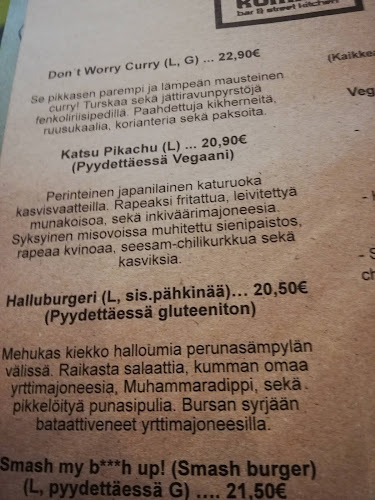 bar & street kitchen
Don´t Worry Curry (L, G) ... 22,90€
Se pikkasen parempi ja lämpeän mausteinen
curry! Turskaa sekä jättiravunpyrstöjä
fenkoliriisipedillä. Paahdettuja kikherneitä,
ruusukaalia, korianteria sekä paksoita.
Katsu Pikachu (L) ... 20,90€
(Pyydettäessä Vegaani)
Perinteinen japanilainen katuruoka
kasvisvaatteilla. Rapeaksi fritattua, leivitettyä
munakoisoa, sekä inkiväärimajoneesia.
Syksyinen misovoissa muhitettu sienipaistos,
rapeaa kvinoaa, seesam-chilikurkkua sekä
kasviksia.
Halluburgeri (L, sis.pähkinää)... 20,50€
(Pyydettäessä gluteeniton)
Mehukas kiekko halloumia perunasämpylän
välissä. Raikasta salaattia, kumman omaa
yrttimajoneesia, Muhammaradippi, sekä
pikkelöityä punasipulia. Bursan syrjään
bataattiveneet yrttimajoneesilla.
Smash my b***h up! (Smash burger)
(L, pyydettäessä G) .... 21,50€
(Kaikkea
Veg
-
-
- S
ch